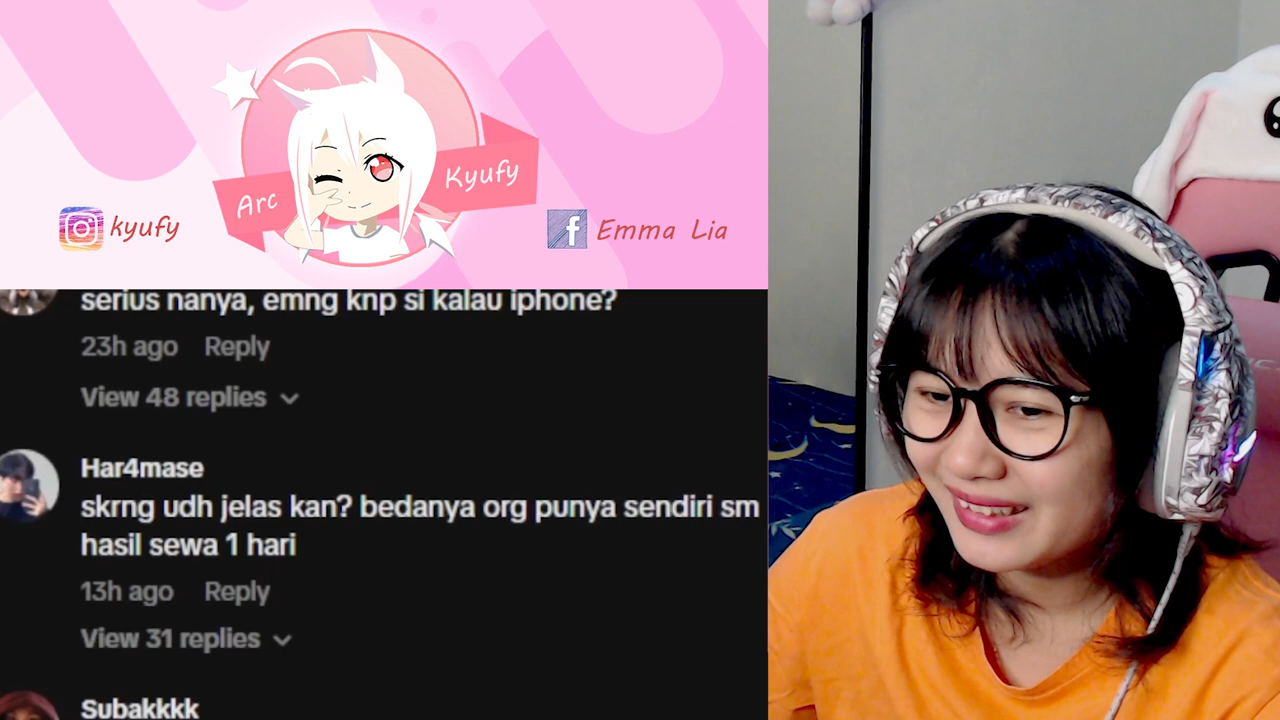 Arc
Kyufy
kyufy
Emma Lia
serius nanya, emng knp si kalau iphone?
23h ago Reply
View 48 replies
Har4mase
skrng udh jelas kan? bedanya org punya sendiri sm
hasil sewa 1 hari
13h ago Reply
View 31 replies
Subakkkk